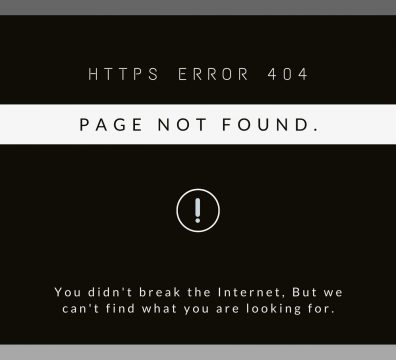 HTTPS ERROR 404
PAGE NOT FOUND.
!
You didn't break the Internet, But we
can't find what you are looking for.